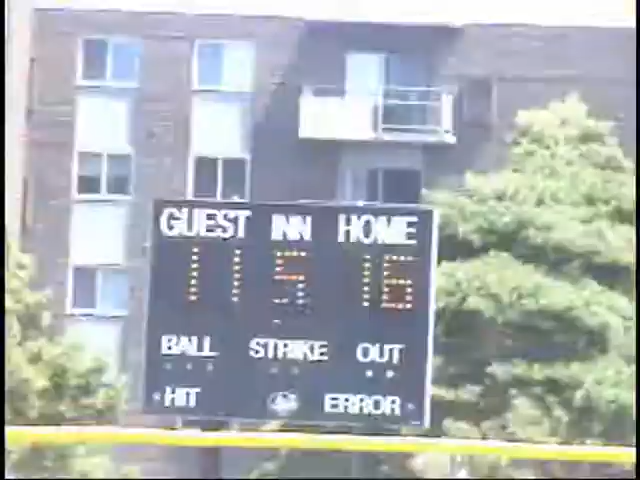 GUEST INN HOME
11 5 16
BALL STRIKE OUT
HIT ERROR